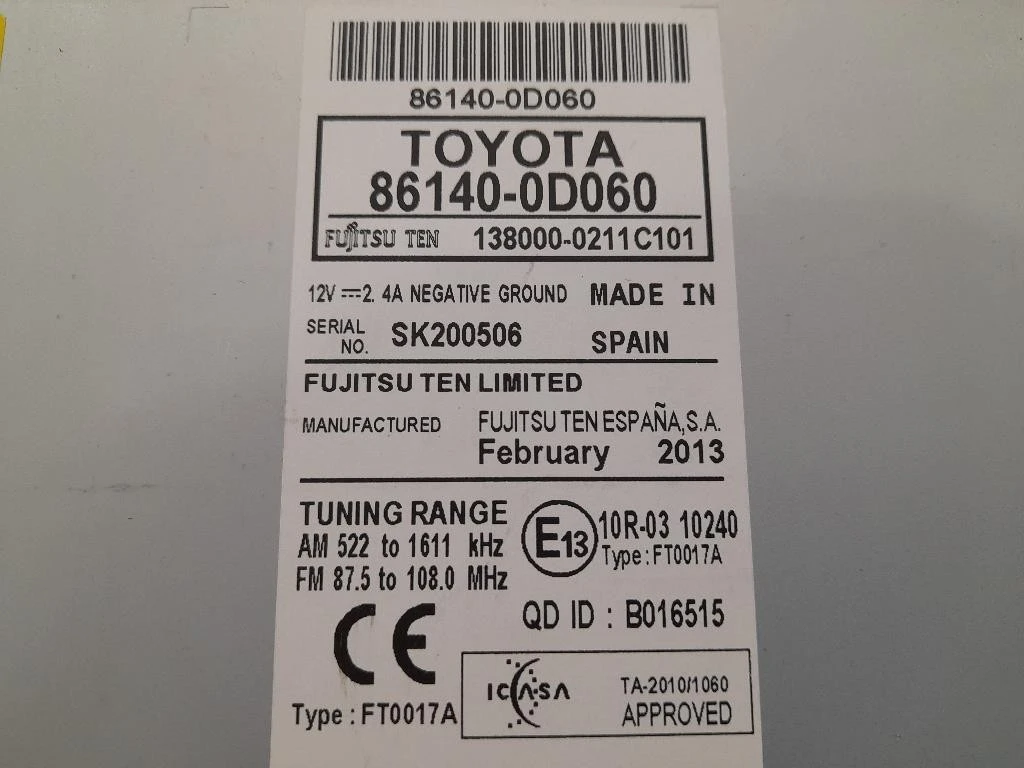 86140-0D060
TOYOTA
86140-0D060
FUJITSU TEN 138000-0211C101
12V ⎓2. 4A NEGATIVE GROUND MADE IN
SERIAL NO. SK200506 SPAIN
FUJITSU TEN LIMITED
MANUFACTURED FUJITSU TEN ESPAÑA,S.A.
February 2013
TUNING RANGE
AM 522 to 1611 kHz
FM 87.5 to 108.0 MHz
E13 10R-03 10240
Type : FT0017A
QD ID : B016515
CE
Type : FT0017A
ICASA TA-2010/1060
APPROVED